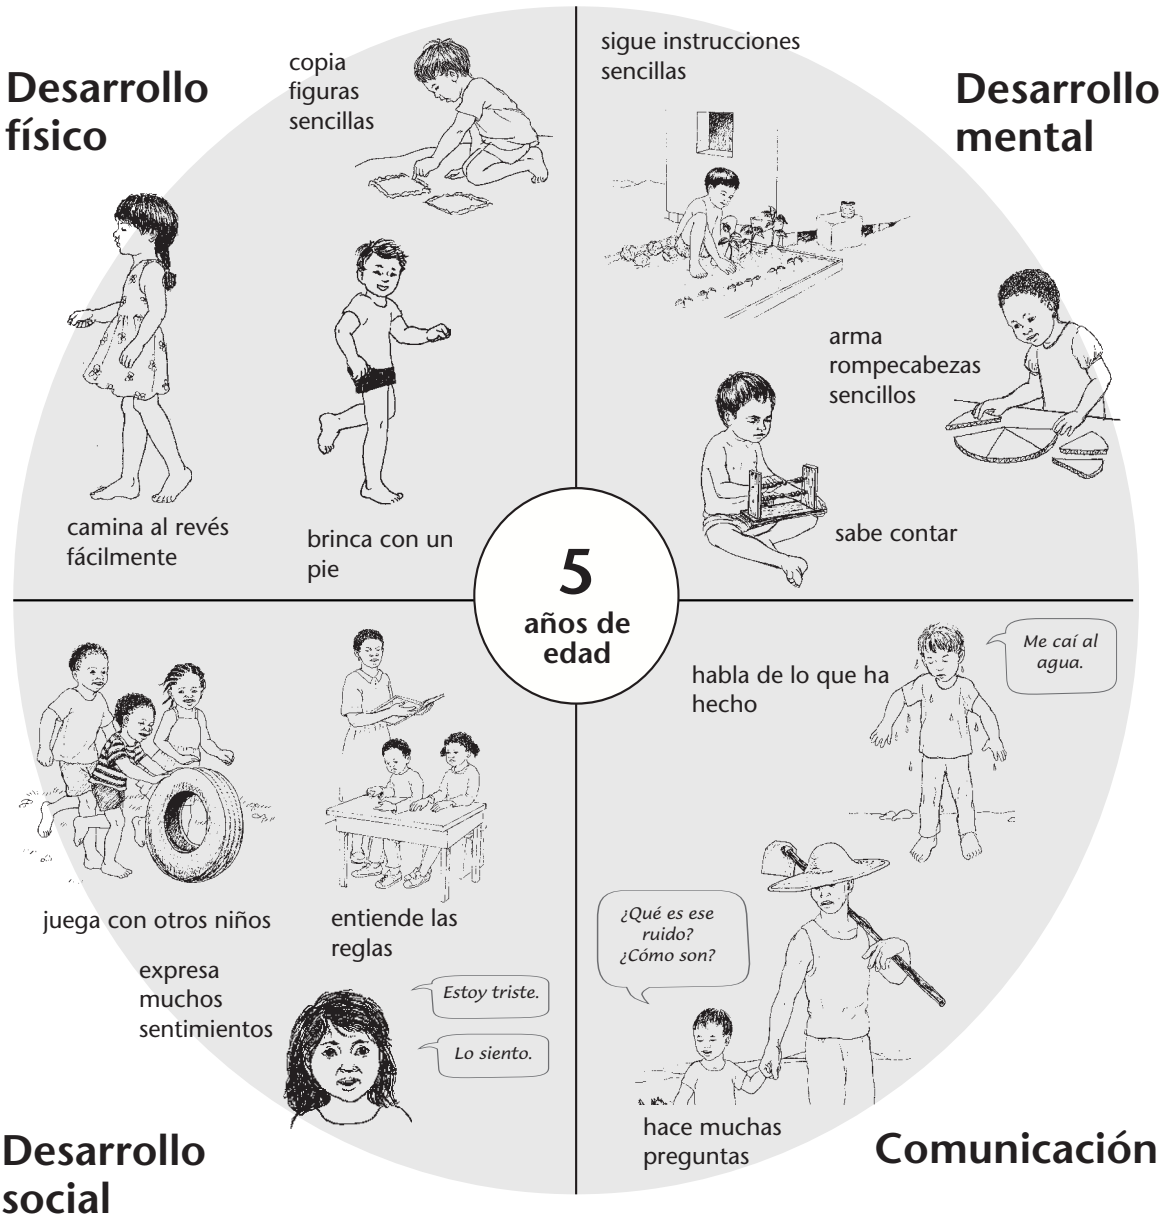 Desarrollo
físico
copia
figuras
sencillas
camina al revés
fácilmente
brinca con un
pie
Desarrollo
mental
sigue instrucciones
sencillas
arma
rompecabezas
sencillos
sabe contar
5
años de
edad
juega con otros niños
entiende las
reglas
expresa
muchos
sentimientos
Estoy triste.
Lo siento.
Desarrollo
social
habla de lo que ha
hecho
Me caí al
agua.
¿Qué es ese
ruido?
¿Cómo son?
hace muchas
preguntas
Comunicación